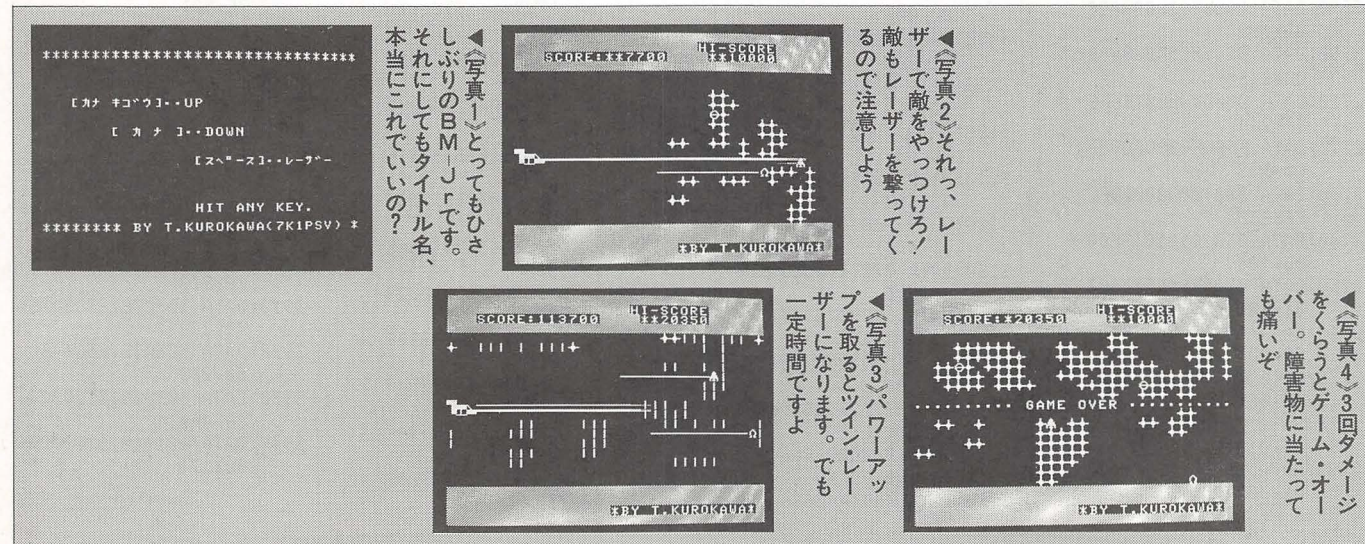 *********************************
[カナ キゴウ]・・UP
[ カ ナ ]・・DOWN
[スペース]・・レーザー
HIT ANY KEY.
******** BY T.KUROKAWA(7K1PSV) *
◀《写真1》とってもひさ
しぶりのBM-Jrです。
それにしてもタイトル名、
本当にこれでいいの?
SCORE:**7700
HI-SCORE
**10000
*BY T.KUROKAWA*
◀《写真2》それっ、レー
ザーで敵をやっつけろ!
敵もレーザーを撃ってく
るので注意しよう
SCORE:113700
HI-SCORE
**20350
*BY T.KUROKAWA*
◀《写真3》パワーアッ
プを取るとツイン・レー
ザーになります。でも
一定時間ですよ
SCORE:*20350
HI-SCORE
**10000
・・・・・・・・・・ GAME OVER ・・・・・・・・・・
*BY T.KUROKAWA*
◀《写真4》3回ダメージ
をくらうとゲーム・オー
バー。障害物に当たって
も痛いぞ